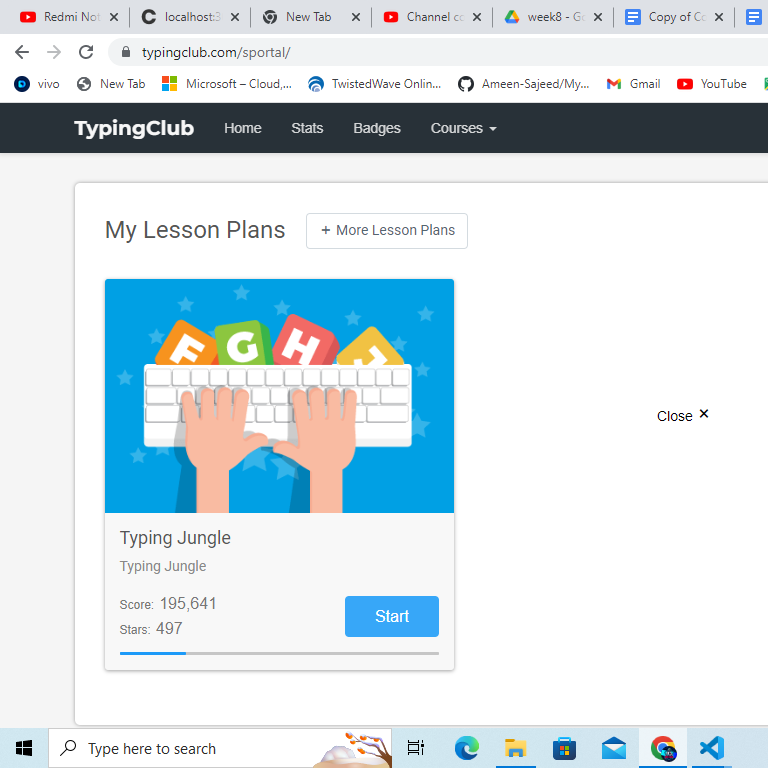 Redmi Not
localhost:3
New Tab
Channel co
week8 - Go
Copy of Co
typingclub.com/sportal/
vivo
New Tab
Microsoft – Cloud,...
TwistedWave Onlin...
Ameen-Sajeed/My...
Gmail
YouTube
TypingClub
Home
Stats
Badges
Courses
My Lesson Plans
+ More Lesson Plans
F G H J
Close ×
Typing Jungle
Typing Jungle
Score: 195,641
Stars: 497
Start
Type here to search